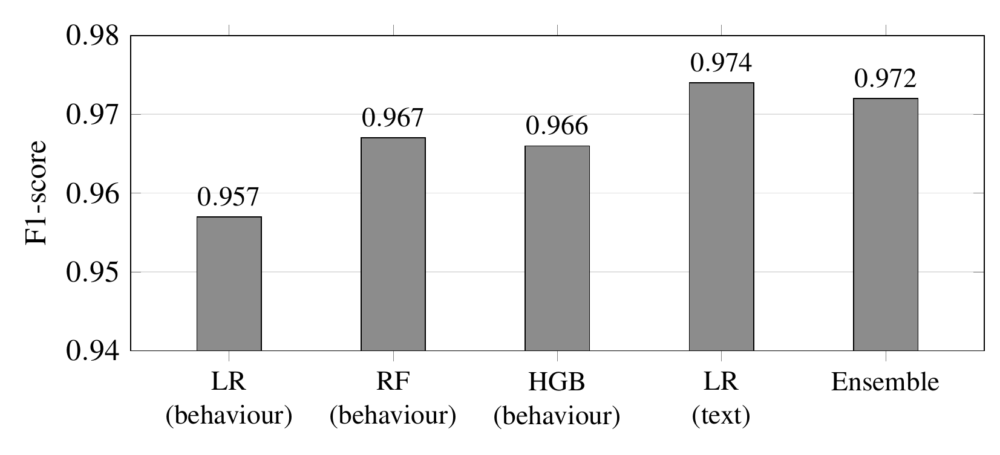 F1-score
0.98
0.97
0.96
0.95
0.94
0.957
0.967
0.966
0.974
0.972
LR
(behaviour)
RF
(behaviour)
HGB
(behaviour)
LR
(text)
Ensemble